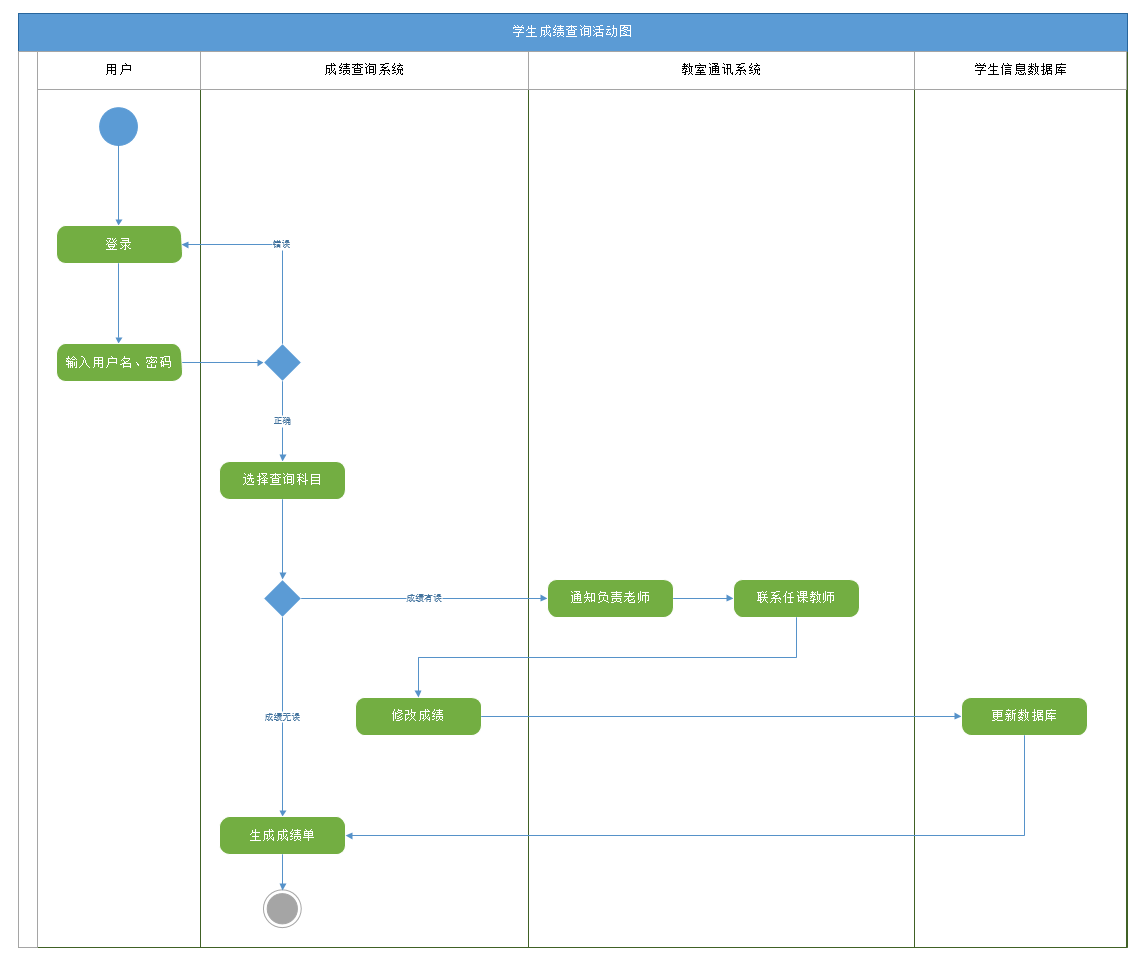 学生成绩查询活动图
用户
成绩查询系统
教室通讯系统
学生信息数据库
登录
错误
输入用户名、密码
正确
选择查询科目
成绩有误
通知负责老师
联系任课教师
成绩无误
修改成绩
更新数据库
生成成绩单